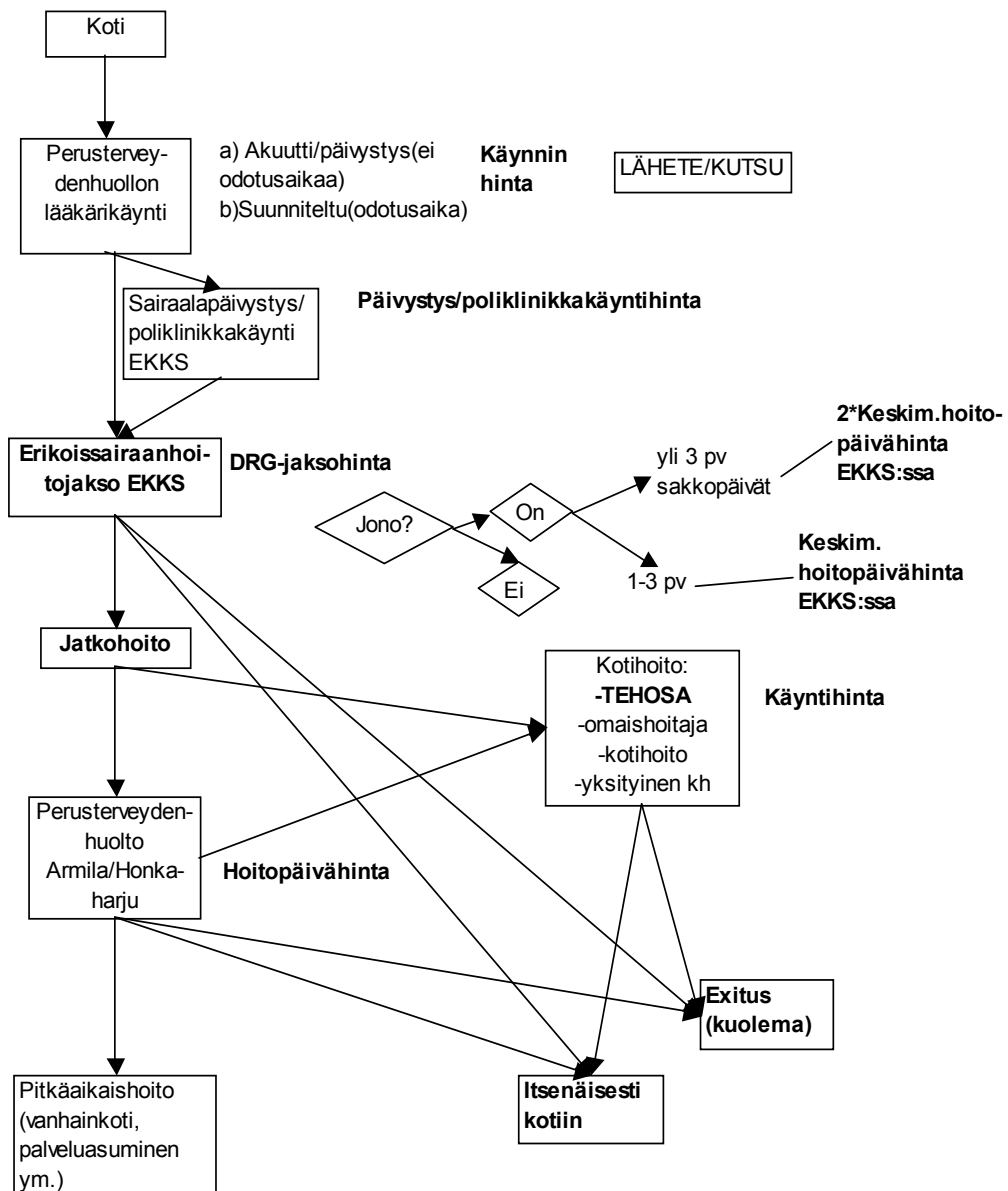 Koti
Perustervey-
denhuollon
lääkärikäynti
a) Akuutti/päivystys(ei
odotusaikaa)
b)Suunniteltu(odotusaika)
Käynnin
hinta
LÄHETE/KUTSU
Sairaalapäivystys/
poliklinikkakäynti
EKKS
Päivystys/poliklinikkakäyntihinta
Erikoissairaanhoi-
tojakso EKKS
DRG-jaksohinta
Jono?
On
Ei
yli 3 pv
sakkopäivät
2*Keskim.hoito-
päivähinta
EKKS:ssa
1-3 pv
Keskim.
hoitopäivähinta
EKKS:ssa
Jatkohoito
Kotihoito:
-TEHOSA
-omaishoitaja
-kotihoito
-yksityinen kh
Käyntihinta
Perusterveyden-
huolto
Armila/Honka-
harju
Hoitopäivähinta
Exitus
(kuolema)
Itsenäisesti
kotiin
Pitkäaikaishoito
(vanhainkoti,
palveluasuminen
ym.)